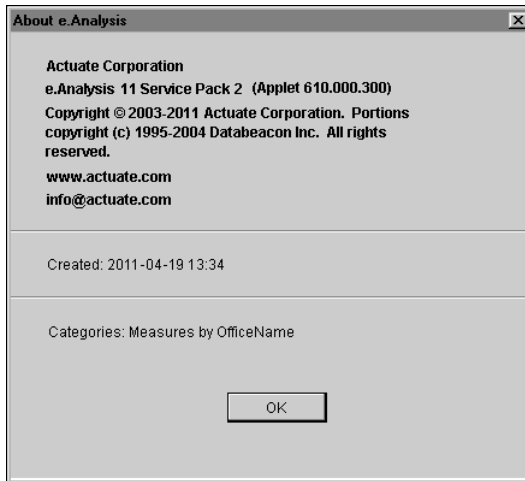 About e.Analysis
Actuate Corporation
e.Analysis 11 Service Pack 2 (Applet 610.000.300)
Copyright © 2003-2011 Actuate Corporation. Portions
copyright (c) 1995-2004 Databeacon Inc. All rights
reserved.
www.actuate.com
info@actuate.com
Created: 2011-04-19 13:34
Categories: Measures by OfficeName
OK